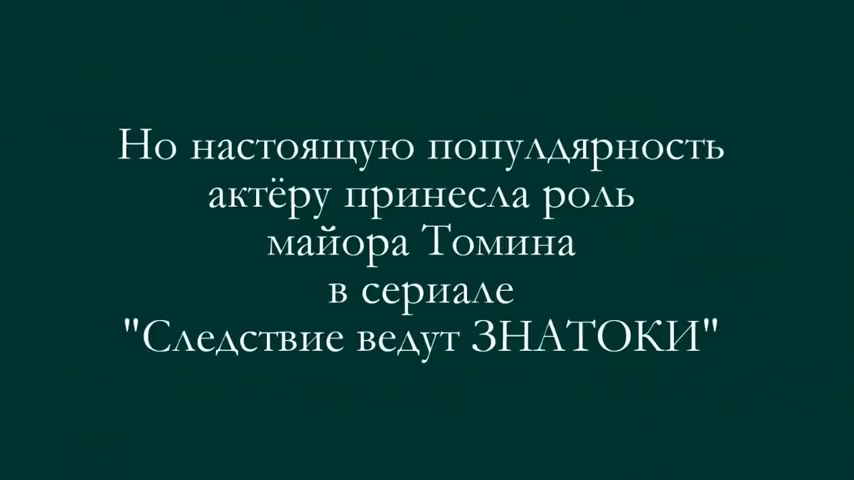 Но настоящую популдярность
актёру принесла роль
майора Томина
в сериале
"Следствие ведут ЗНАТОКИ"